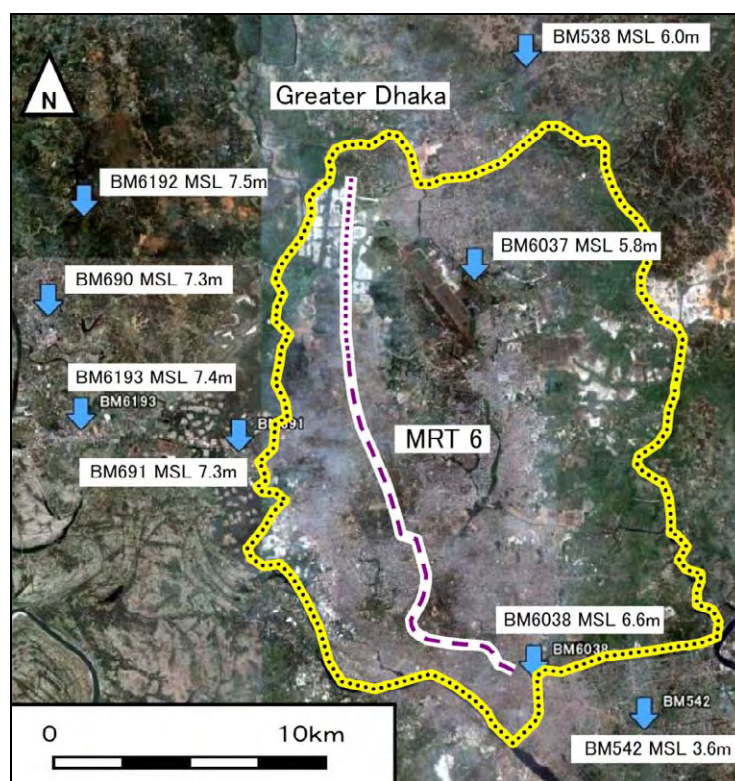 BM538 MSL 6.0m
N
Greater Dhaka
BM6192 MSL 7.5m
BM6037 MSL 5.8m
BM690 MSL 7.3m
BM6193 MSL 7.4m
BM6193
BM691 MSL 7.3m
MRT 6
BM6038 MSL 6.6m
BM6038
BM542
BM542 MSL 3.6m
0 10km